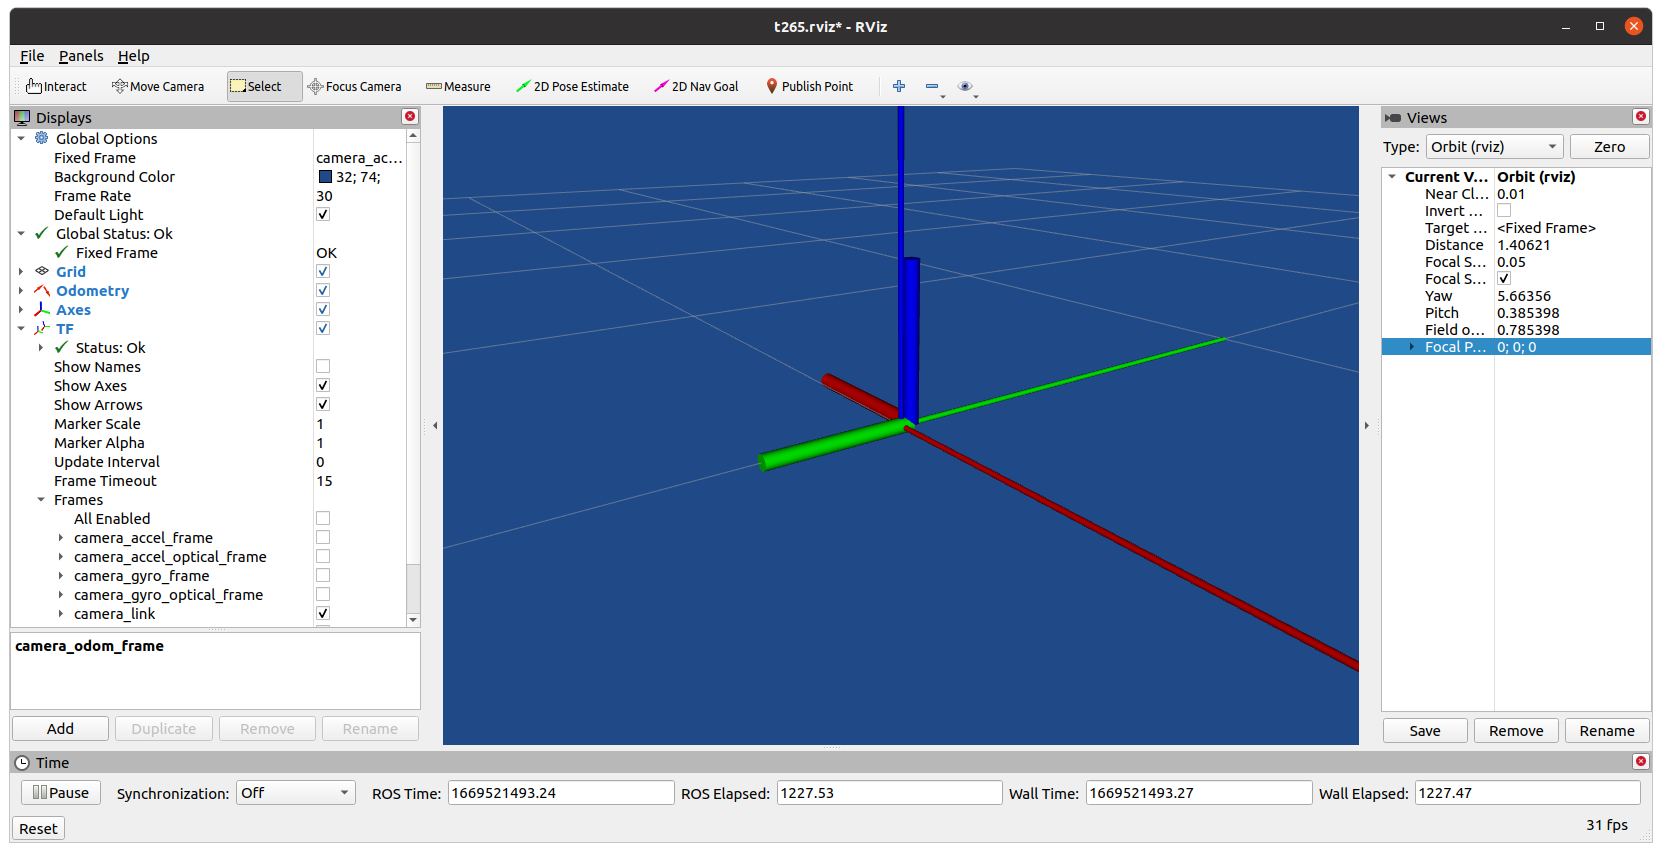 t265.rviz* - RViz
File Panels Help
Interact Move Camera Select Focus Camera Measure 2D Pose Estimate 2D Nav Goal Publish Point
Displays
Global Options
Fixed Frame camera_ac...
Background Color 32; 74;
Frame Rate 30
Default Light
Global Status: Ok
Fixed Frame OK
Grid
Odometry
Axes
TF
Status: Ok
Show Names
Show Axes
Show Arrows
Marker Scale 1
Marker Alpha 1
Update Interval 0
Frame Timeout 15
Frames
All Enabled
camera_accel_frame
camera_accel_optical_frame
camera_gyro_frame
camera_gyro_optical_frame
camera_link
camera_odom_frame
Add Duplicate Remove Rename
Views
Type: Orbit (rviz) Zero
Current V... Orbit (rviz)
Near Cl... 0.01
Invert ...
Target ... <Fixed Frame>
Distance 1.40621
Focal S... 0.05
Focal S...
Yaw 5.66356
Pitch 0.385398
Field o... 0.785398
Focal P... 0; 0; 0
Save Remove Rename
Time
Pause Synchronization: Off ROS Time: 1669521493.24 ROS Elapsed: 1227.53 Wall Time: 1669521493.27 Wall Elapsed: 1227.47
Reset 31 fps